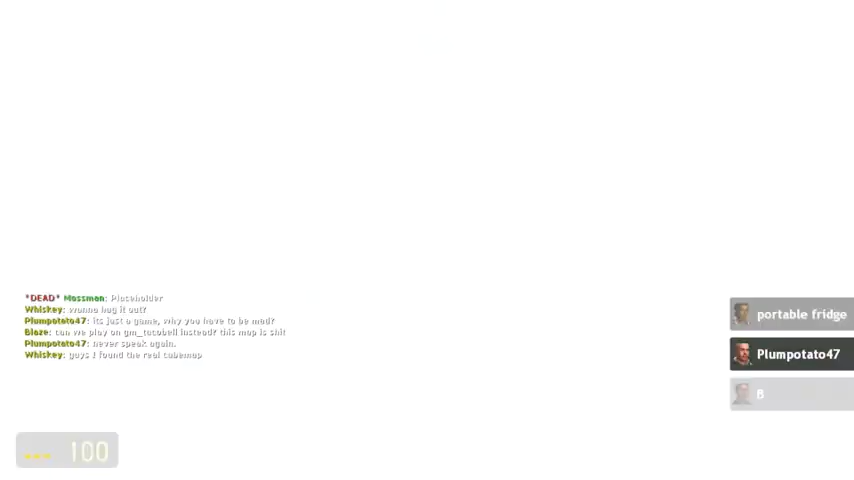 *DEAD* Mossman: Placeholder
Whiskey: wanna hug it out?
Plumpotato47: its just a game, why you have to be mad?
Blaze: can we play on gm_tacobell instead? this map is shit
Plumpotato47: never speak again.
Whiskey: guys I found the real cubemap
portable fridge
Plumpotato47
B
100